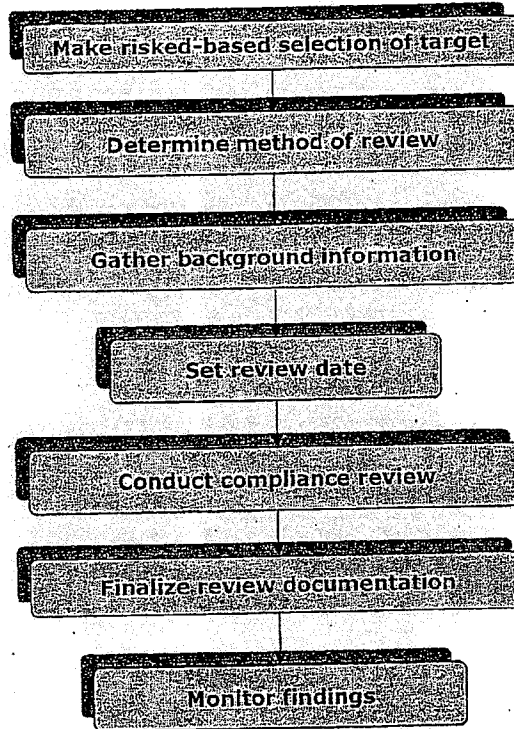 Make risked-based selection of target
Determine method of review
Gather background information
Set review date
Conduct compliance review
Finalize review documentation
Monitor findings